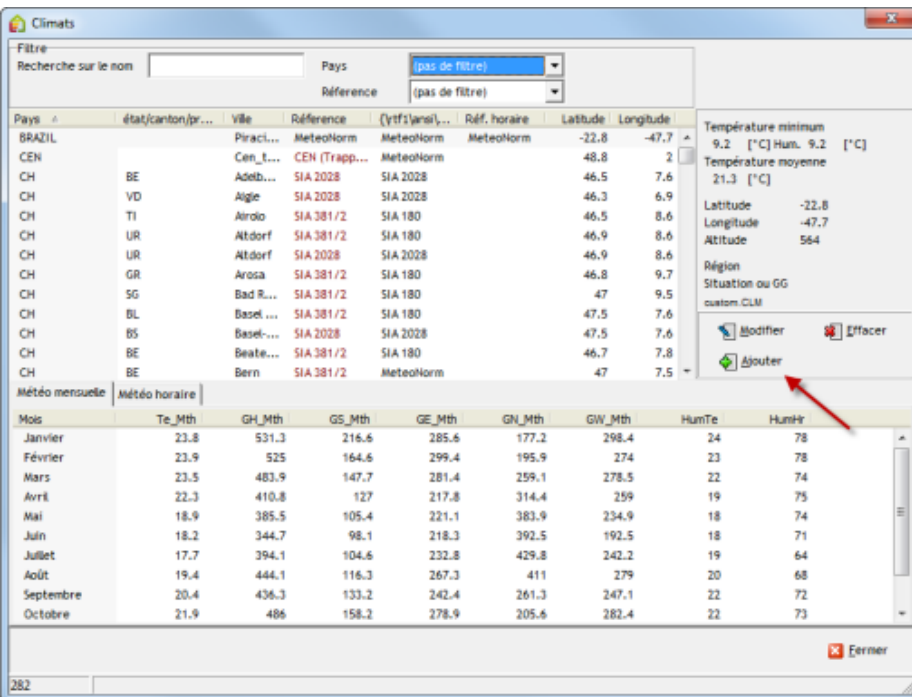 Climats
Filtre
Recherche sur le nom
Pays (pas de filtre)
Réference (pas de filtre)
Pays état/canton/pr... Ville Réference (\rtf1\ansi\,... Réf. horaire Latitude Longitude
BRAZIL Piraci... MeteoNorm MeteoNorm MeteoNorm -22.8 -47.7
CEN Cen_t... CEN (Trapp... MeteoNorm 48.8 2
CH BE Adelb... SIA 2028 SIA 2028 46.5 7.6
CH VD Aigle SIA 2028 SIA 2028 46.3 6.9
CH TI Airolo SIA 381/2 SIA 180 46.5 8.6
CH UR Altdorf SIA 381/2 SIA 180 46.9 8.6
CH UR Altdorf SIA 2028 SIA 2028 46.9 8.6
CH GR Arosa SIA 381/2 SIA 180 46.8 9.7
CH SG Bad R... SIA 381/2 SIA 180 47 9.5
CH BL Basel ... SIA 381/2 SIA 180 47.5 7.6
CH BS Basel-... SIA 2028 SIA 2028 47.5 7.6
CH BE Beate... SIA 381/2 SIA 180 46.7 7.8
CH BE Bern SIA 381/2 MeteoNorm 47 7.5
Température minimum
9.2 [°C] Hum. 9.2 [°C]
Température moyenne
21.3 [°C]
Latitude -22.8
Longitude -47.7
Altitude 564
Région
Situation ou GG
custom.CLM
Modifier Effacer
Ajouter
Météo mensuelle Météo horaire
Mois Te_Mth GH_Mth GS_Mth GE_Mth GN_Mth GW_Mth HumTe HumHr
Janvier 23.8 531.3 216.6 285.6 177.2 298.4 24 78
Février 23.9 525 164.6 299.4 195.9 274 23 78
Mars 23.5 483.9 147.7 281.4 259.1 278.5 22 74
Avril 22.3 410.8 127 217.8 314.4 259 19 75
Mai 18.9 385.5 105.4 221.1 383.9 234.9 18 74
Juin 18.2 344.7 98.1 218.3 392.5 192.5 18 71
Juillet 17.7 394.1 104.6 232.8 429.8 242.2 19 64
Août 19.4 444.1 116.3 267.3 411 279 20 68
Septembre 20.4 436.3 133.2 242.4 261.3 247.1 22 72
Octobre 21.9 486 158.2 278.9 205.6 282.4 22 73
Fermer
282